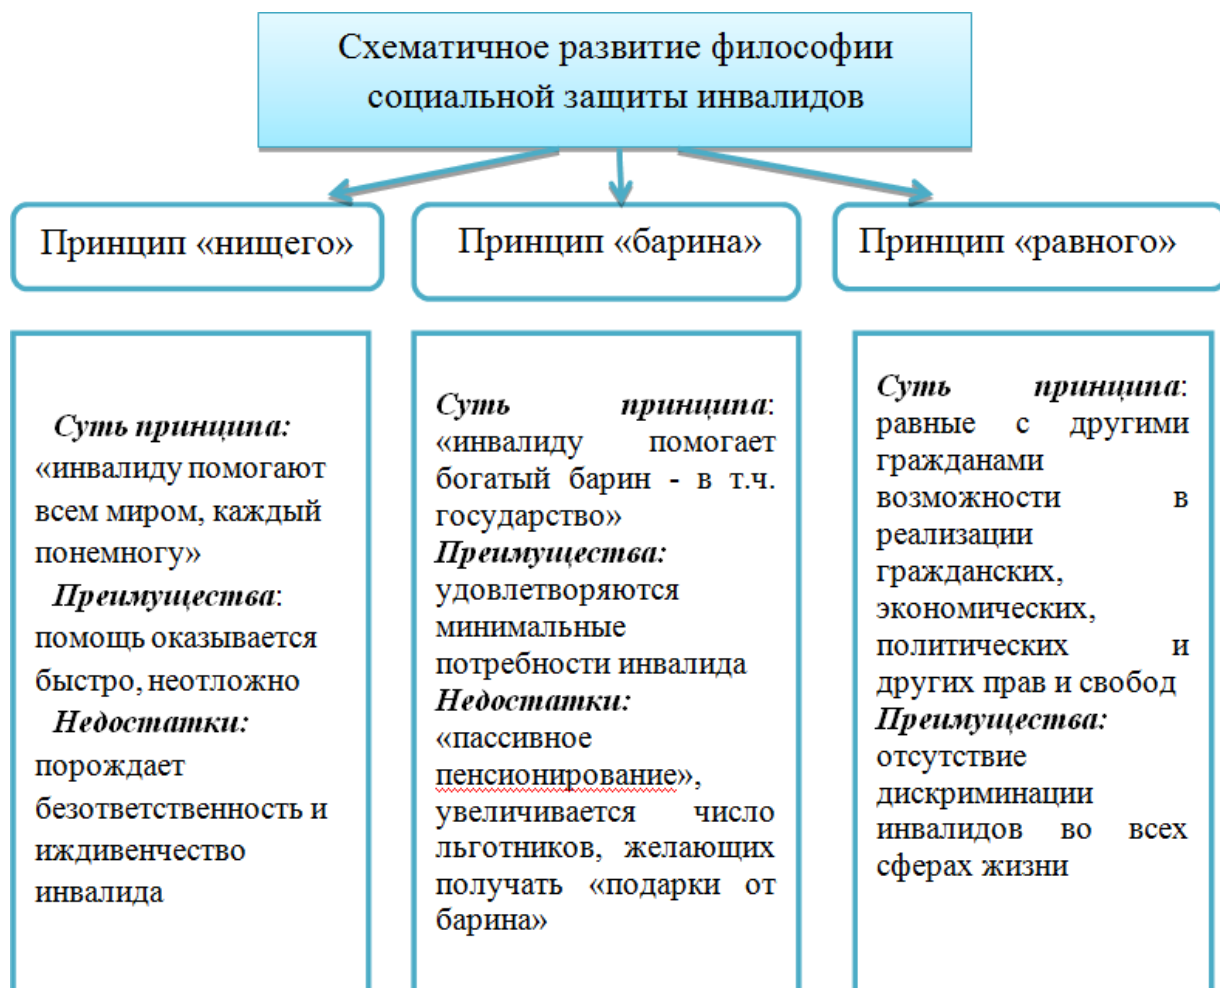 Схематичное развитие философии
социальной защиты инвалидов
Принцип «нищего»
Принцип «барина»
Принцип «равного»
Суть принципа:
«инвалиду помогают
всем миром, каждый
понемногу»
Преимущества:
помощь оказывается
быстро, неотложно
Недостатки:
порождает
безответственность и
иждивенчество
инвалида
Суть принципа:
«инвалиду помогает
богатый барин - в т.ч.
государство»
Преимущества:
удовлетворяются
минимальные
потребности инвалида
Недостатки:
«пассивное
пенсионирование»,
увеличивается число
льготников, желающих
получать «подарки от
барина»
Суть принципа:
равные с другими
гражданами
возможности в
реализации
гражданских,
экономических,
политических и
других прав и свобод
Преимущества:
отсутствие
дискриминации
инвалидов во всех
сферах жизни